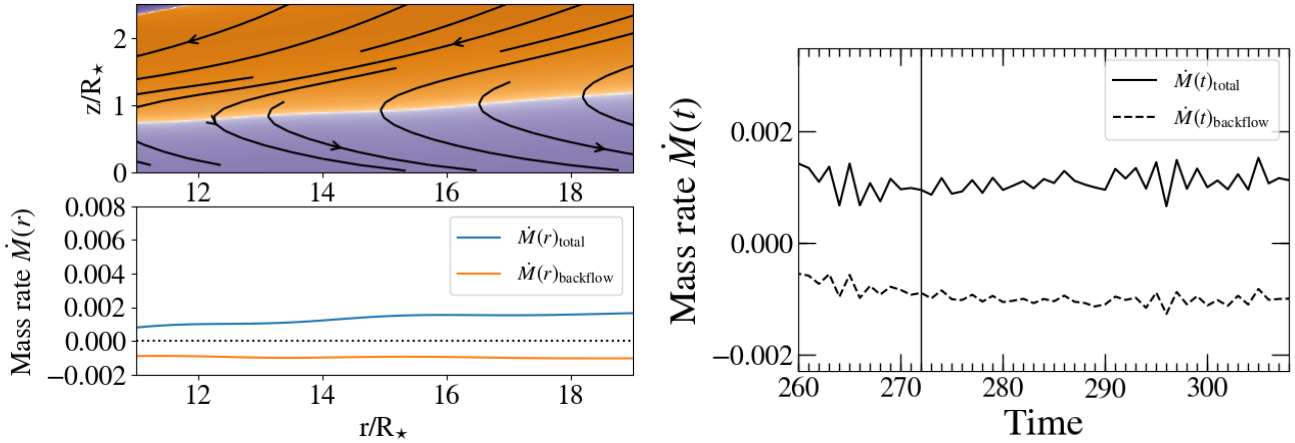 z/R⋆
2
1
0
12 14 16 18
Mass rate Ṁ(r)
0.008
0.006
0.004
0.002
0.000
−0.002
Ṁ(r)total
Ṁ(r)backflow
12 14 16 18
r/R⋆
Mass rate Ṁ(t)
0.002
0.000
−0.002
Ṁ(t)total
Ṁ(t)backflow
260 270 280 290 300
Time